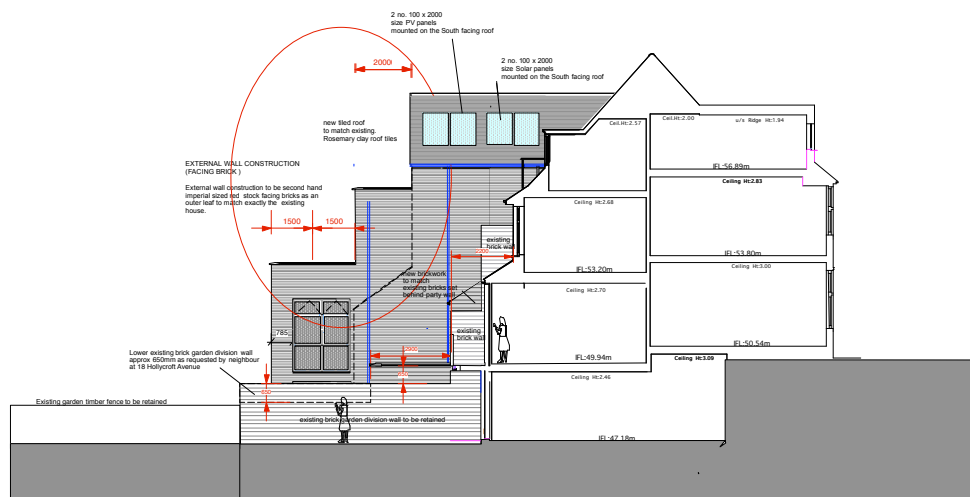 2 no. 100 x 2000
size PV panels
mounted on the South facing roof
2 no. 100 x 2000
size Solar panels
mounted on the South facing roof
2000
new tiled roof
to match existing.
Rosemary clay roof tiles
EXTERNAL WALL CONSTRUCTION
(FACING BRICK )
External wall construction to be second hand
imperial sized red stock facing bricks as an
outer leaf to match exactly the existing
house.
1500
1500
Ceil.Ht:2.57
Ceil.Ht:2.00
u/s Ridge Ht:1.94
IFL:56.89m
Ceiling Ht:2.83
Ceiling Ht:2.68
existing
brick wall
2200
IFL:53.20m
IFL:53.80m
Ceiling Ht:3.00
new brickwork
to match
existing bricks set
behind party wall
Ceiling Ht:2.70
existing
brick wall
785
IFL:50.54m
2900
IFL:49.94m
Ceiling Ht:3.09
Lower existing brick garden division wall
approx 650mm as requested by neighbour
at 18 Hollycroft Avenue
Ceiling Ht:2.46
650
Existing garden timber fence to be retained
existing brick garden division wall to be retained
IFL:47.18m